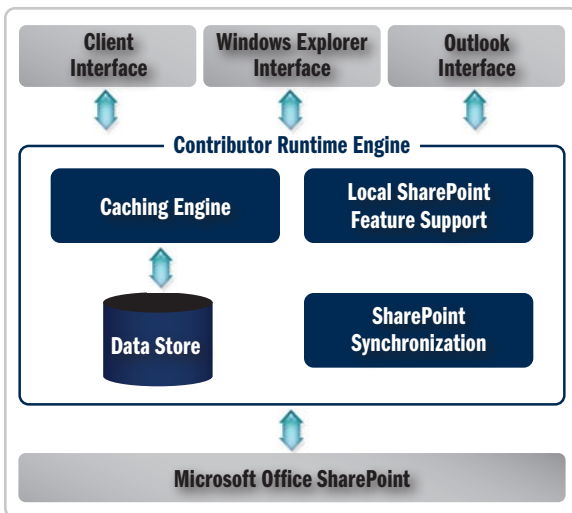 Client
Interface
Windows Explorer
Interface
Outlook
Interface
Contributor Runtime Engine
Caching Engine
Local SharePoint
Feature Support
Data Store
SharePoint
Synchronization
Microsoft Office SharePoint